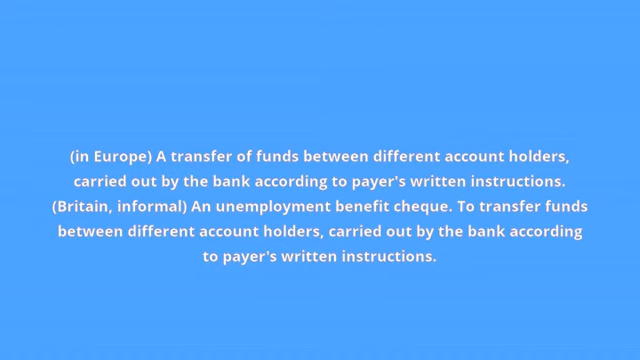 (in Europe) A transfer of funds between different account holders,
carried out by the bank according to payer's written instructions.
(Britain, informal) An unemployment benefit cheque. To transfer funds
between different account holders, carried out by the bank according
to payer's written instructions.